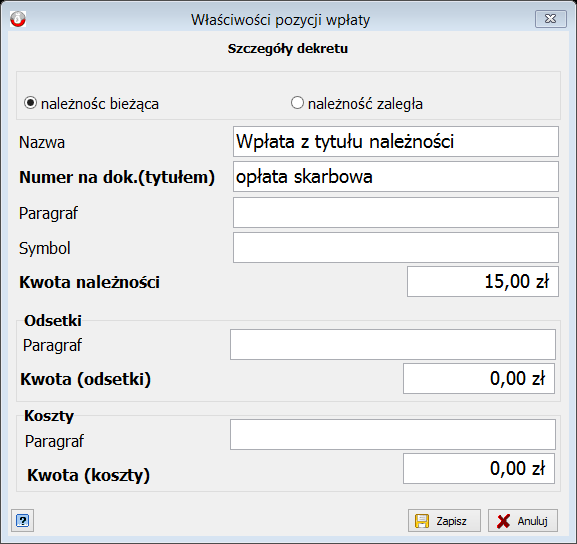 Właściwości pozycji wpłaty
Szczegóły dekretu
należnośc bieżąca
należność zaległa
Nazwa
Wpłata z tytułu należności
Numer na dok.(tytułem)
opłata skarbowa
Paragraf
Symbol
Kwota należności
15,00 zł
Odsetki
Paragraf
Kwota (odsetki)
0,00 zł
Koszty
Paragraf
Kwota (koszty)
0,00 zł
?
Zapisz
Anuluj